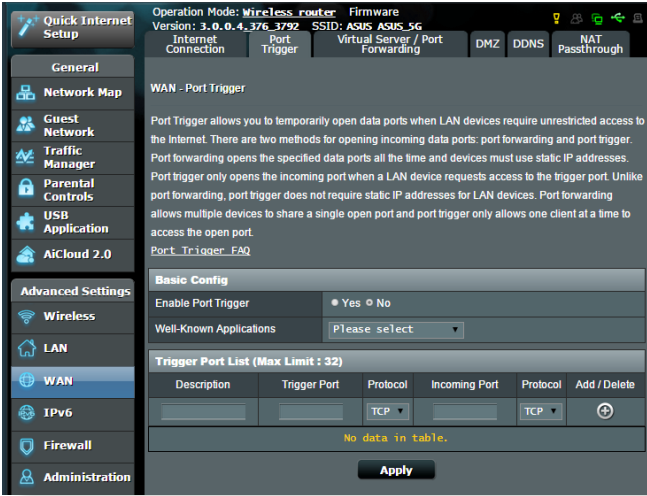 Quick Internet Setup
Operation Mode: Wireless router Firmware
Version: 3.0.0.4.376_3792 SSID: ASUS ASUS_5G
Internet Connection
Port Trigger
Virtual Server / Port Forwarding
DMZ
DDNS
NAT Passthrough
General
Network Map
Guest Network
Traffic Manager
Parental Controls
USB Application
AiCloud 2.0
Advanced Settings
Wireless
LAN
WAN
IPv6
Firewall
Administration
WAN - Port Trigger
Port Trigger allows you to temporarily open data ports when LAN devices require unrestricted access to
the Internet. There are two methods for opening incoming data ports: port forwarding and port trigger.
Port forwarding opens the specified data ports all the time and devices must use static IP addresses.
Port trigger only opens the incoming port when a LAN device requests access to the trigger port. Unlike
port forwarding, port trigger does not require static IP addresses for LAN devices. Port forwarding
allows multiple devices to share a single open port and port trigger only allows one client at a time to
access the open port.
Port Trigger FAQ
Basic Config
Enable Port Trigger Yes No
Well-Known Applications Please select
Trigger Port List (Max Limit : 32)
Description Trigger Port Protocol Incoming Port Protocol Add / Delete
TCP TCP
No data in table.
Apply